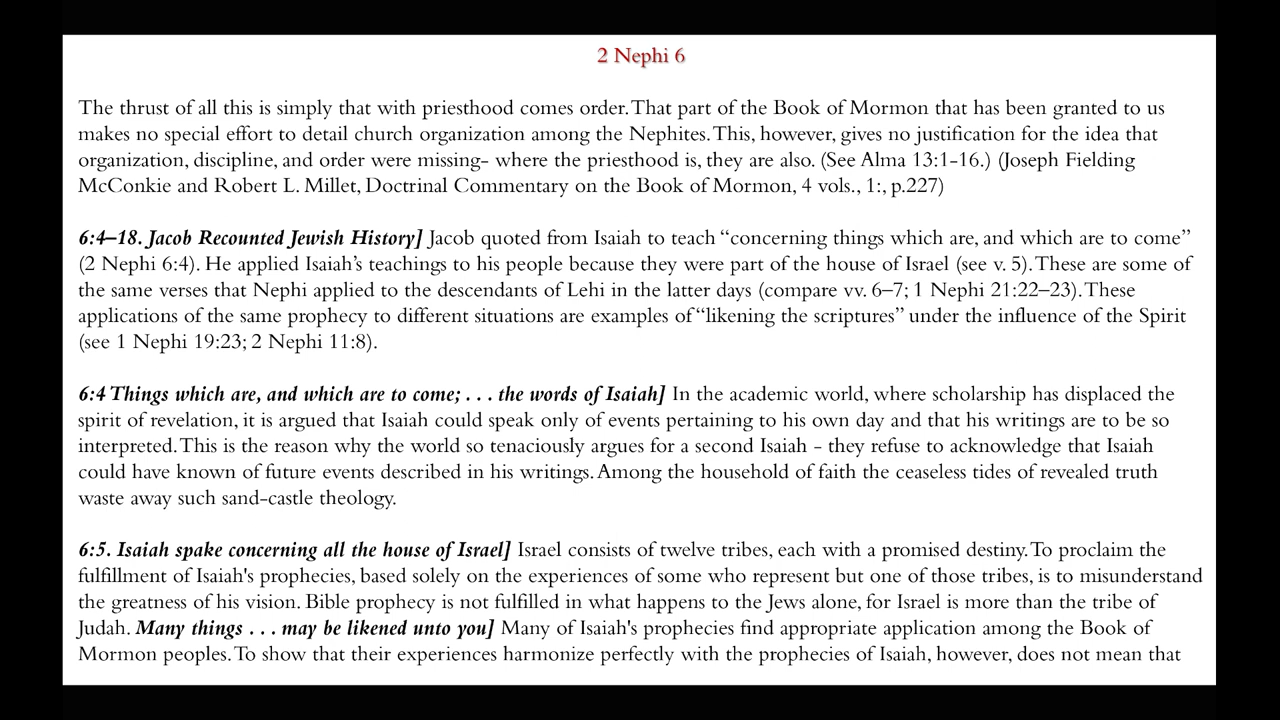 2 Nephi 6
The thrust of all this is simply that with priesthood comes order. That part of the Book of Mormon that has been granted to us
makes no special effort to detail church organization among the Nephites. This, however, gives no justification for the idea that
organization, discipline, and order were missing- where the priesthood is, they are also. (See Alma 13:1-16.) (Joseph Fielding
McConkie and Robert L. Millet, Doctrinal Commentary on the Book of Mormon, 4 vols., 1:, p.227)
6:4–18. Jacob Recounted Jewish History] Jacob quoted from Isaiah to teach “concerning things which are, and which are to come”
(2 Nephi 6:4). He applied Isaiah’s teachings to his people because they were part of the house of Israel (see v. 5). These are some of
the same verses that Nephi applied to the descendants of Lehi in the latter days (compare vv. 6–7; 1 Nephi 21:22–23). These
applications of the same prophecy to different situations are examples of “likening the scriptures” under the influence of the Spirit
(see 1 Nephi 19:23; 2 Nephi 11:8).
6:4 Things which are, and which are to come; . . . the words of Isaiah] In the academic world, where scholarship has displaced the
spirit of revelation, it is argued that Isaiah could speak only of events pertaining to his own day and that his writings are to be so
interpreted. This is the reason why the world so tenaciously argues for a second Isaiah - they refuse to acknowledge that Isaiah
could have known of future events described in his writings. Among the household of faith the ceaseless tides of revealed truth
waste away such sand-castle theology.
6:5. Isaiah spake concerning all the house of Israel] Israel consists of twelve tribes, each with a promised destiny. To proclaim the
fulfillment of Isaiah's prophecies, based solely on the experiences of some who represent but one of those tribes, is to misunderstand
the greatness of his vision. Bible prophecy is not fulfilled in what happens to the Jews alone, for Israel is more than the tribe of
Judah. Many things . . . may be likened unto you] Many of Isaiah's prophecies find appropriate application among the Book of
Mormon peoples. To show that their experiences harmonize perfectly with the prophecies of Isaiah, however, does not mean that